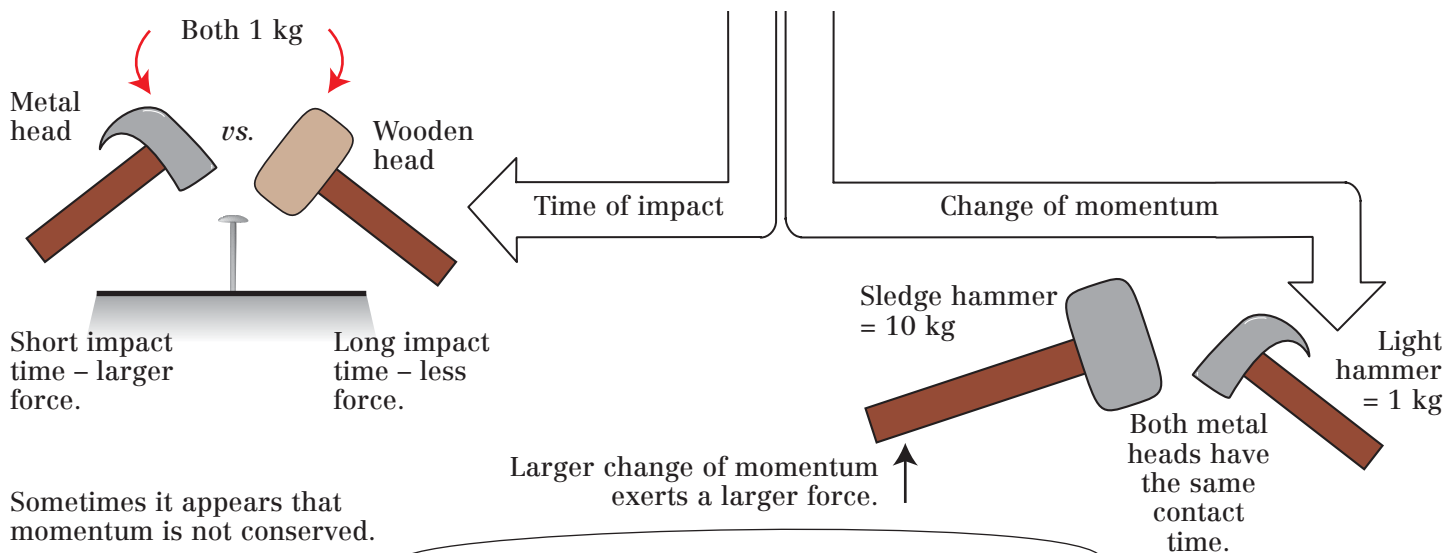 Both 1 kg
Metal
head
vs.
Wooden
head
Time of impact
Change of momentum
Short impact
time – larger
force.
Long impact
time – less
force.
Sledge hammer
= 10 kg
Light
hammer
= 1 kg
Both metal
heads have
the same
contact
time.
Larger change of momentum
exerts a larger force.
Sometimes it appears that
momentum is not conserved.